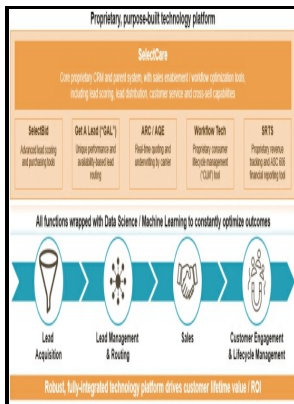 Proprietary, purpose-built technology platform
SelectCare
Core proprietary CRM and parent system, with sales enablement / workflow optimization tools,
including lead scoring, lead distribution, customer service and cross-sell capabilities
SelectBid
Advanced lead scoring
and purchasing tools
Get A Lead ("GAL")
Unique performance and
availability-based lead
routing
ARC / AQE
Real-time quoting and
underwriting by carrier
Workflow Tech
Proprietary consumer
lifecycle management
("CLM") tool
SRTS
Proprietary revenue
tracking and ASC 606
financial reporting tool
All functions wrapped with Data Science / Machine Learning to constantly optimize outcomes
Lead
Acquisition
Lead Management
& Routing
Sales
Customer Engagement
& Lifecycle Management
Robust, fully-integrated technology platform drives customer lifetime value / ROI